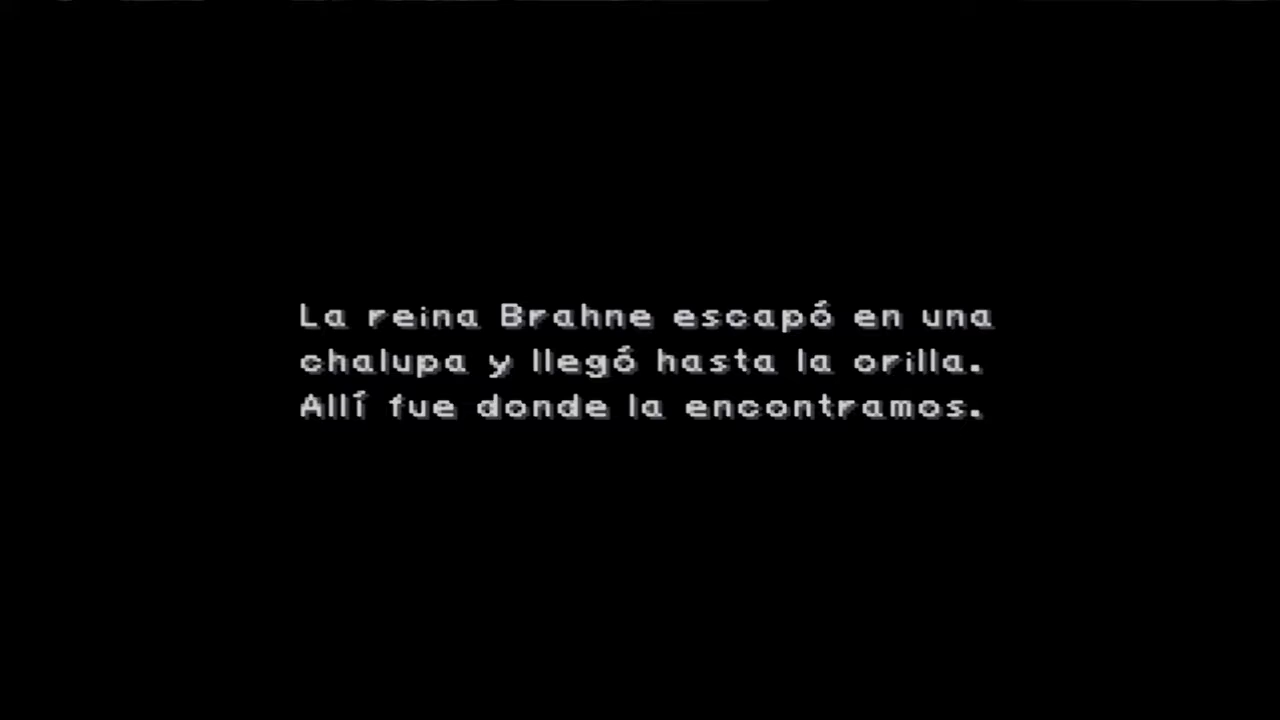 La reina Brahne escapó en una
chalupa y llegó hasta la orilla.
Allí fue donde la encontramos.